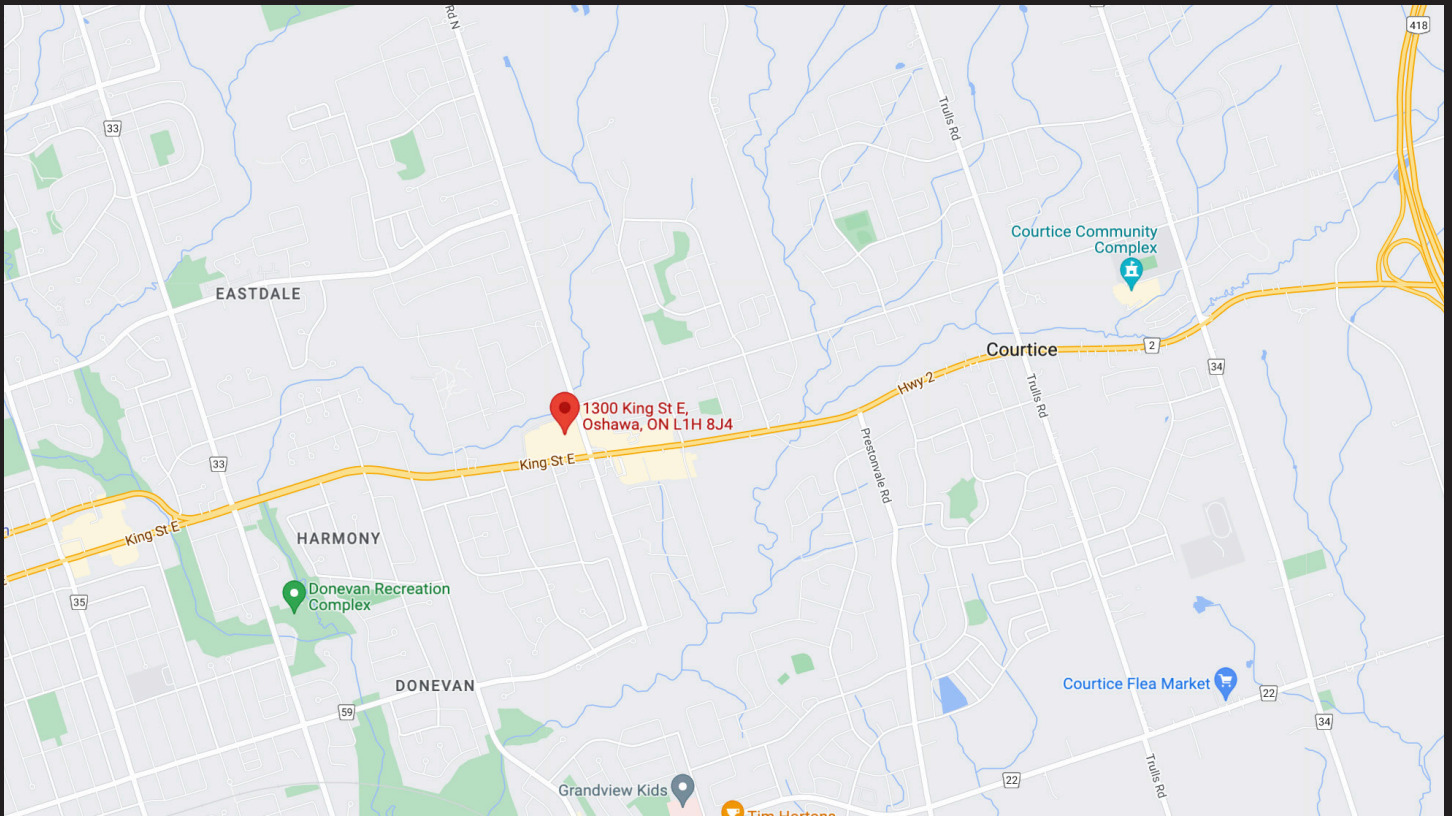 Rd N
418
33
Trulls Rd
Courtice Community
Complex
EASTDALE
Courtice
2
Hwy 2
34
Trulls Rd
1300 King St E,
Oshawa, ON L1H 8J4
King St E
33
Prestonvale Rd
King St E
HARMONY
Donevan Recreation
Complex
35
DONEVAN
Courtice Flea Market
22
59
34
22
Trulls Rd
Grandview Kids
Tim Hortons